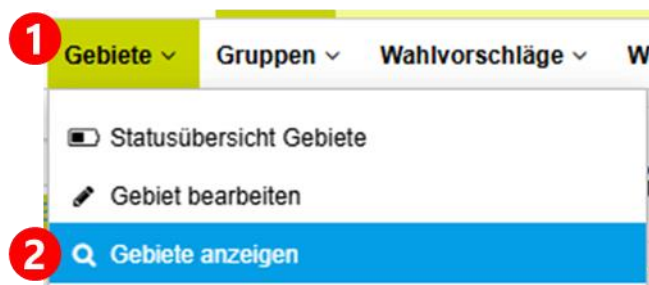 1
Gebiete Gruppen Wahlvorschläge W
Statusübersicht Gebiete
Gebiet bearbeiten
2 Gebiete anzeigen